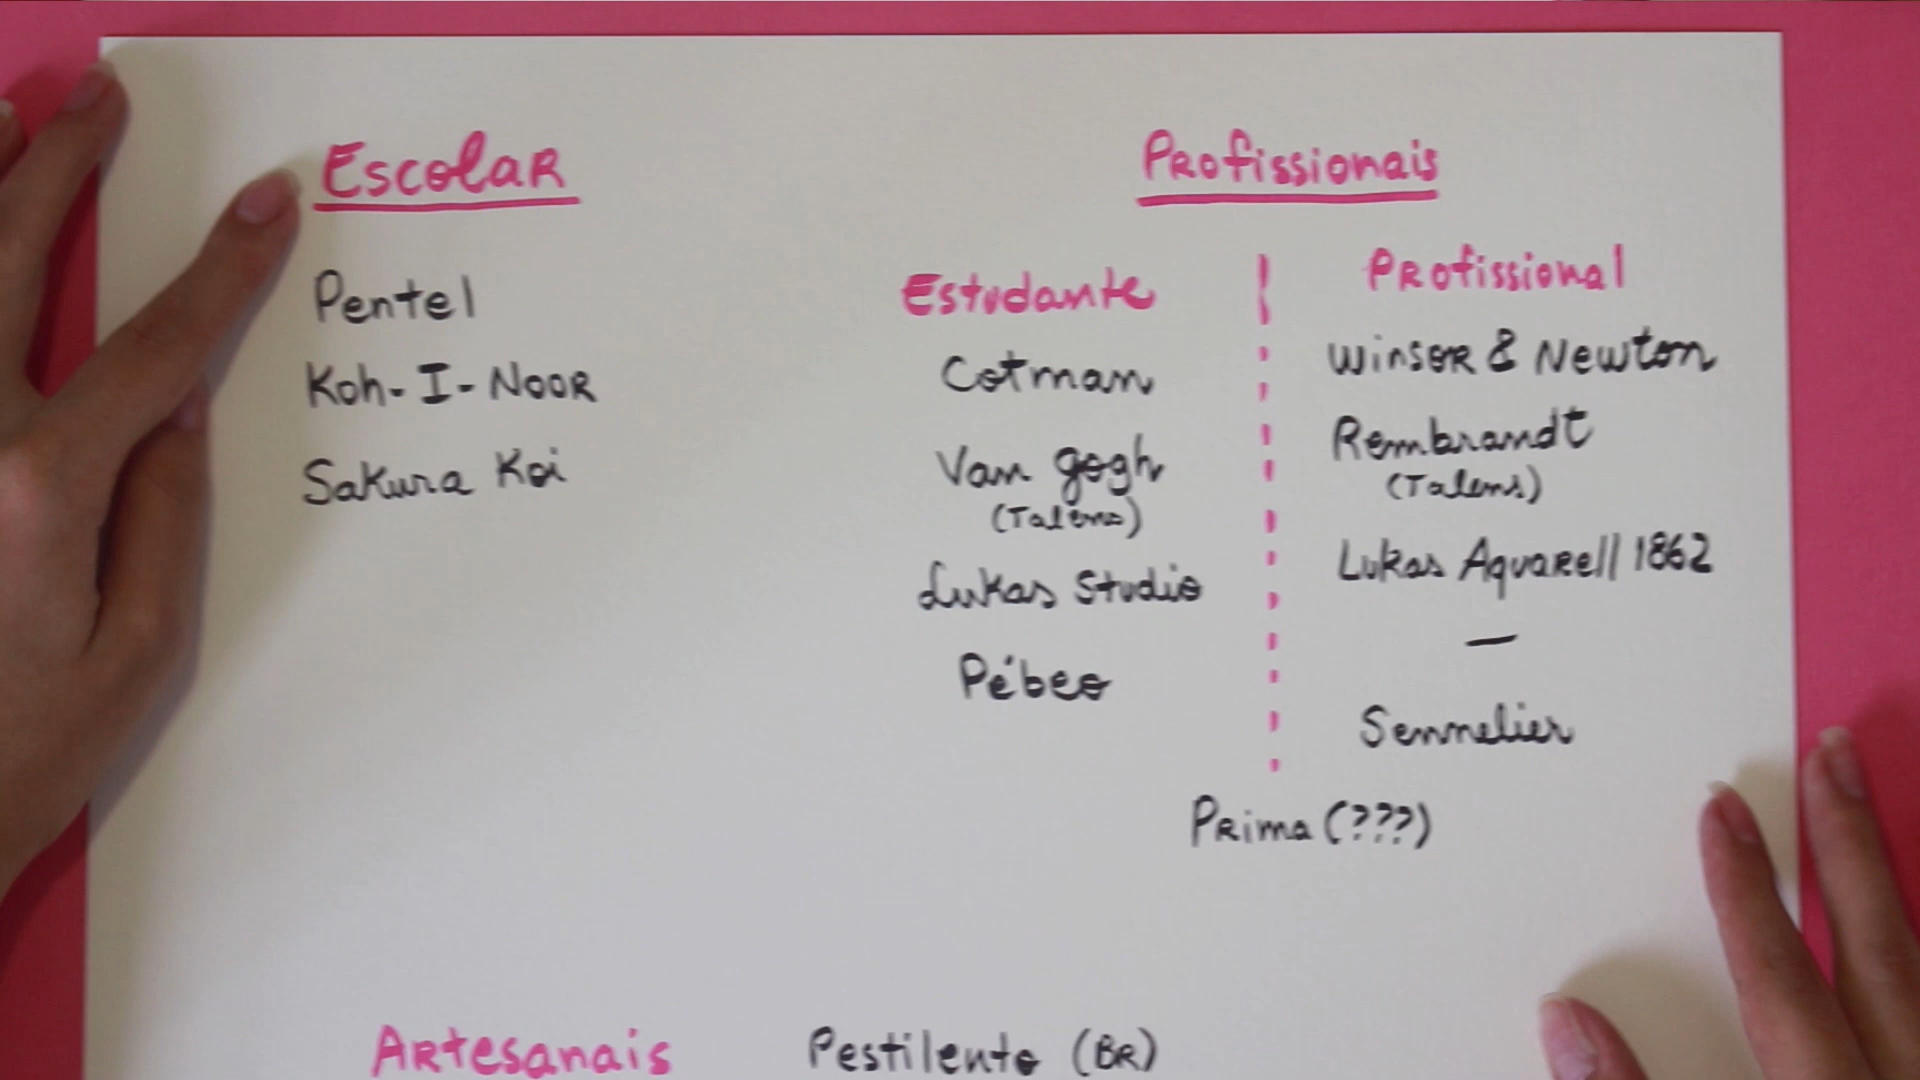 Escolar
Pentel
Koh-I-Noor
Sakura Koi
Profissionais
Estudante
Cotman
Van gogh
(Talens)
Lukas Studio
Pébeo
Profissional
Winsor & Newton
Rembrandt
(Talens)
Lukas Aquarell 1862
—
Sennelier
Prima (???)
Artesanais
Pestilento (BR)